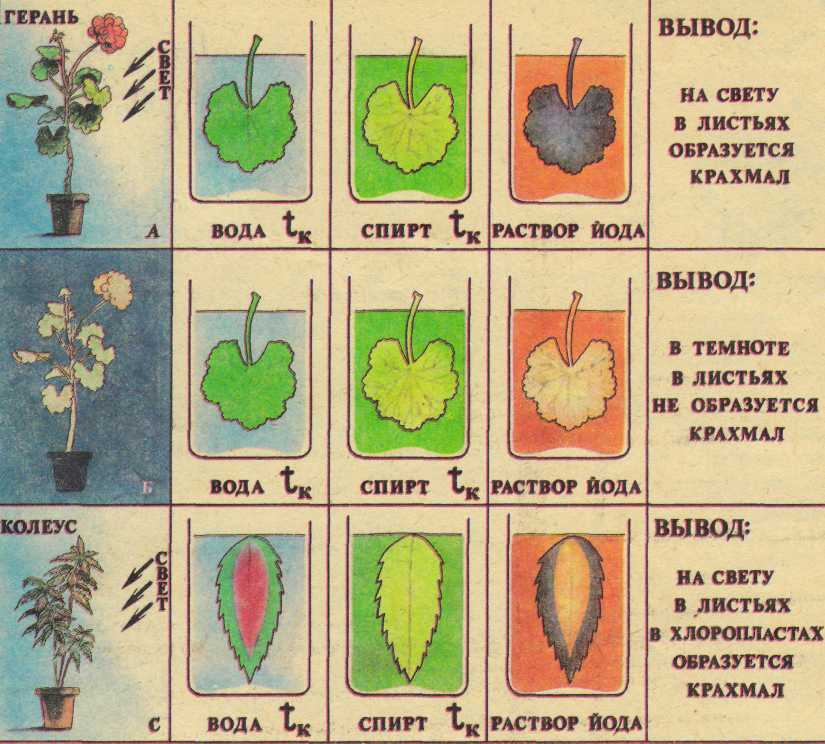 ГЕРАНЬ
СВЕТ
А
ВОДА tк
СПИРТ tк
РАСТВОР ЙОДА
ВЫВОД:
НА СВЕТУ
В ЛИСТЬЯХ
ОБРАЗУЕТСЯ
КРАХМАЛ
Б
ВОДА tк
СПИРТ tк
РАСТВОР ЙОДА
ВЫВОД:
В ТЕМНОТЕ
В ЛИСТЬЯХ
НЕ ОБРАЗУЕТСЯ
КРАХМАЛ
КОЛЕУС
СВЕТ
С
ВОДА tк
СПИРТ tк
РАСТВОР ЙОДА
ВЫВОД:
НА СВЕТУ
В ЛИСТЬЯХ
В ХЛОРОПЛАСТАХ
ОБРАЗУЕТСЯ
КРАХМАЛ